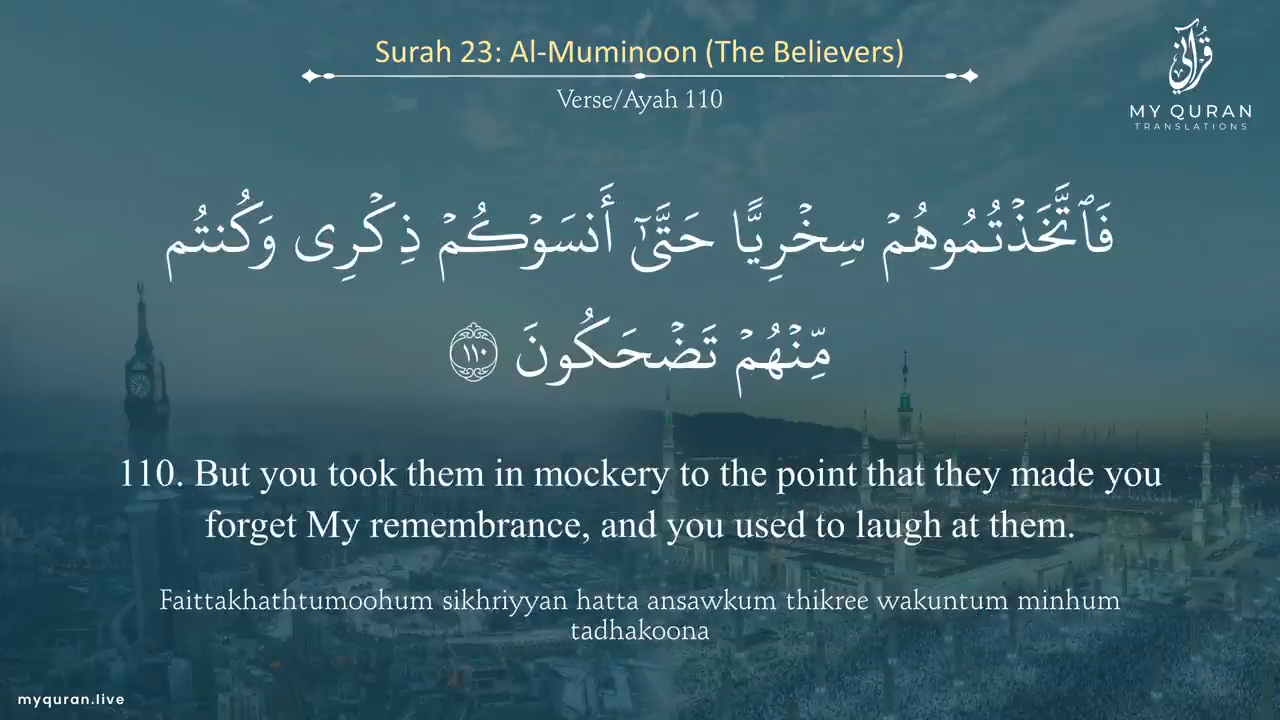 Surah 23: Al-Muminoon (The Believers)
Verse/Ayah 110
قرآني
MY QURAN
TRANSLATIONS
فَٱتَّخَذْتُمُوهُمْ سِخْرِيًّا حَتَّىٰٓ أَنسَوْكُمْ ذِكْرِى وَكُنتُم
مِّنْهُمْ تَضْحَكُونَ ١١٠
110. But you took them in mockery to the point that they made you
forget My remembrance, and you used to laugh at them.
Faittakhathtumoohum sikhriyyan hatta ansawkum thikree wakuntum minhum
tadhakoona
myquran.live